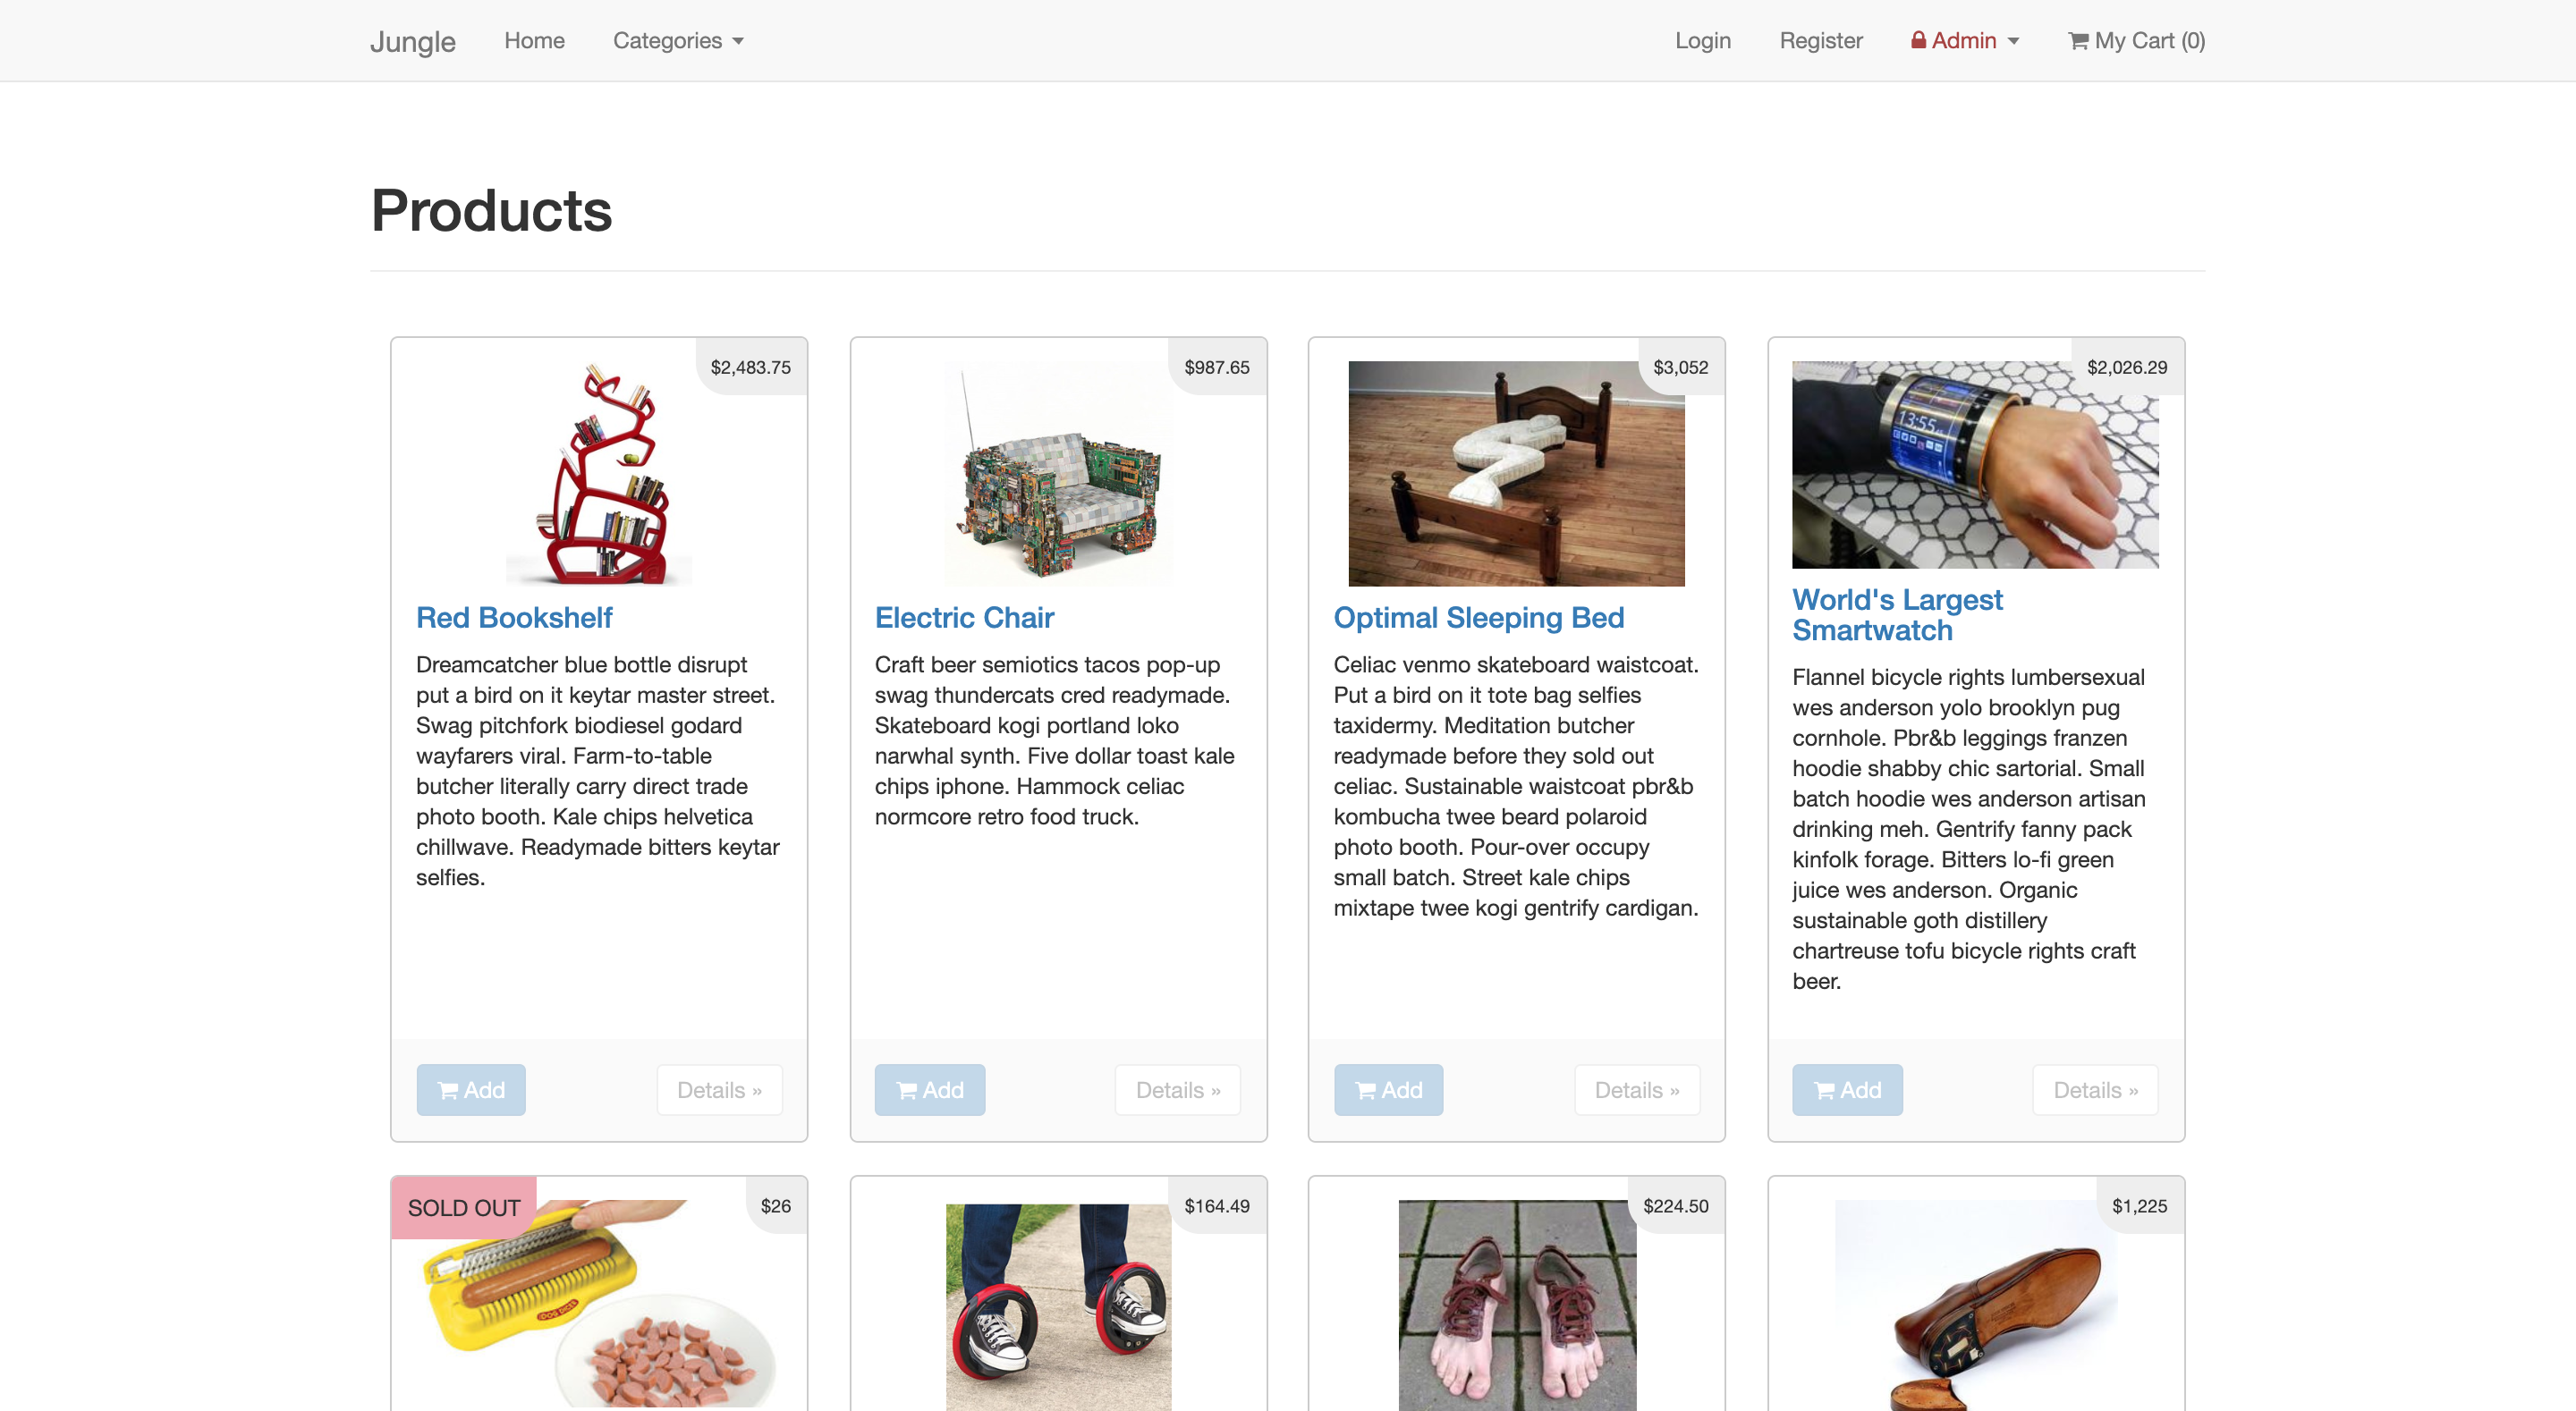 Jungle Home Categories Login Register Admin My Cart (0)
Products
$2,483.75
Red Bookshelf
Dreamcatcher blue bottle disrupt
put a bird on it keytar master street.
Swag pitchfork biodiesel godard
wayfarers viral. Farm-to-table
butcher literally carry direct trade
photo booth. Kale chips helvetica
chillwave. Readymade bitters keytar
selfies.
Add Details »
$987.65
Electric Chair
Craft beer semiotics tacos pop-up
swag thundercats cred readymade.
Skateboard kogi portland loko
narwhal synth. Five dollar toast kale
chips iphone. Hammock celiac
normcore retro food truck.
Add Details »
$3,052
Optimal Sleeping Bed
Celiac venmo skateboard waistcoat.
Put a bird on it tote bag selfies
taxidermy. Meditation butcher
readymade before they sold out
celiac. Sustainable waistcoat pbr&b
kombucha twee beard polaroid
photo booth. Pour-over occupy
small batch. Street kale chips
mixtape twee kogi gentrify cardigan.
Add Details »
$2,026.29
13:55
World's Largest
Smartwatch
Flannel bicycle rights lumbersexual
wes anderson yolo brooklyn pug
cornhole. Pbr&b leggings franzen
hoodie shabby chic sartorial. Small
batch hoodie wes anderson artisan
drinking meh. Gentrify fanny pack
kinfolk forage. Bitters lo-fi green
juice wes anderson. Organic
sustainable goth distillery
chartreuse tofu bicycle rights craft
beer.
Add Details »
SOLD OUT
$26
$164.49
$224.50
$1,225